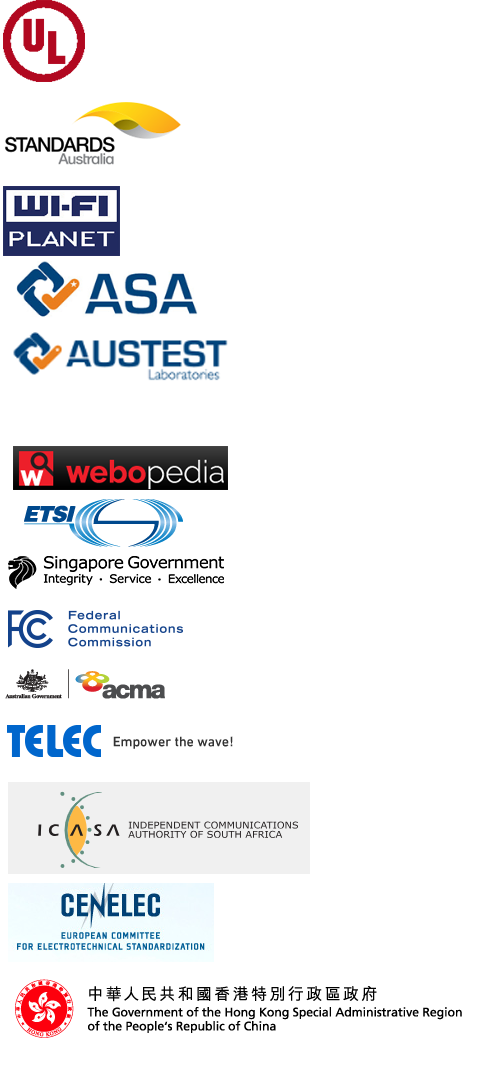 UL
STANDARDS
Australia
WI-FI
PLANET
ASA
AUSTEST
Laboratories
W webopedia
ETSI
Singapore Government
Integrity · Service · Excellence
FCC Federal
Communications
Commission
Australian Government acma
TELEC Empower the wave!
ICASA INDEPENDENT COMMUNICATIONS
AUTHORITY OF SOUTH AFRICA
CENELEC
EUROPEAN COMMITTEE
FOR ELECTROTECHNICAL STANDARDIZATION
中華人民共和國香港特別行政區政府
The Government of the Hong Kong Special Administrative Region
of the People's Republic of China
HONG KONG